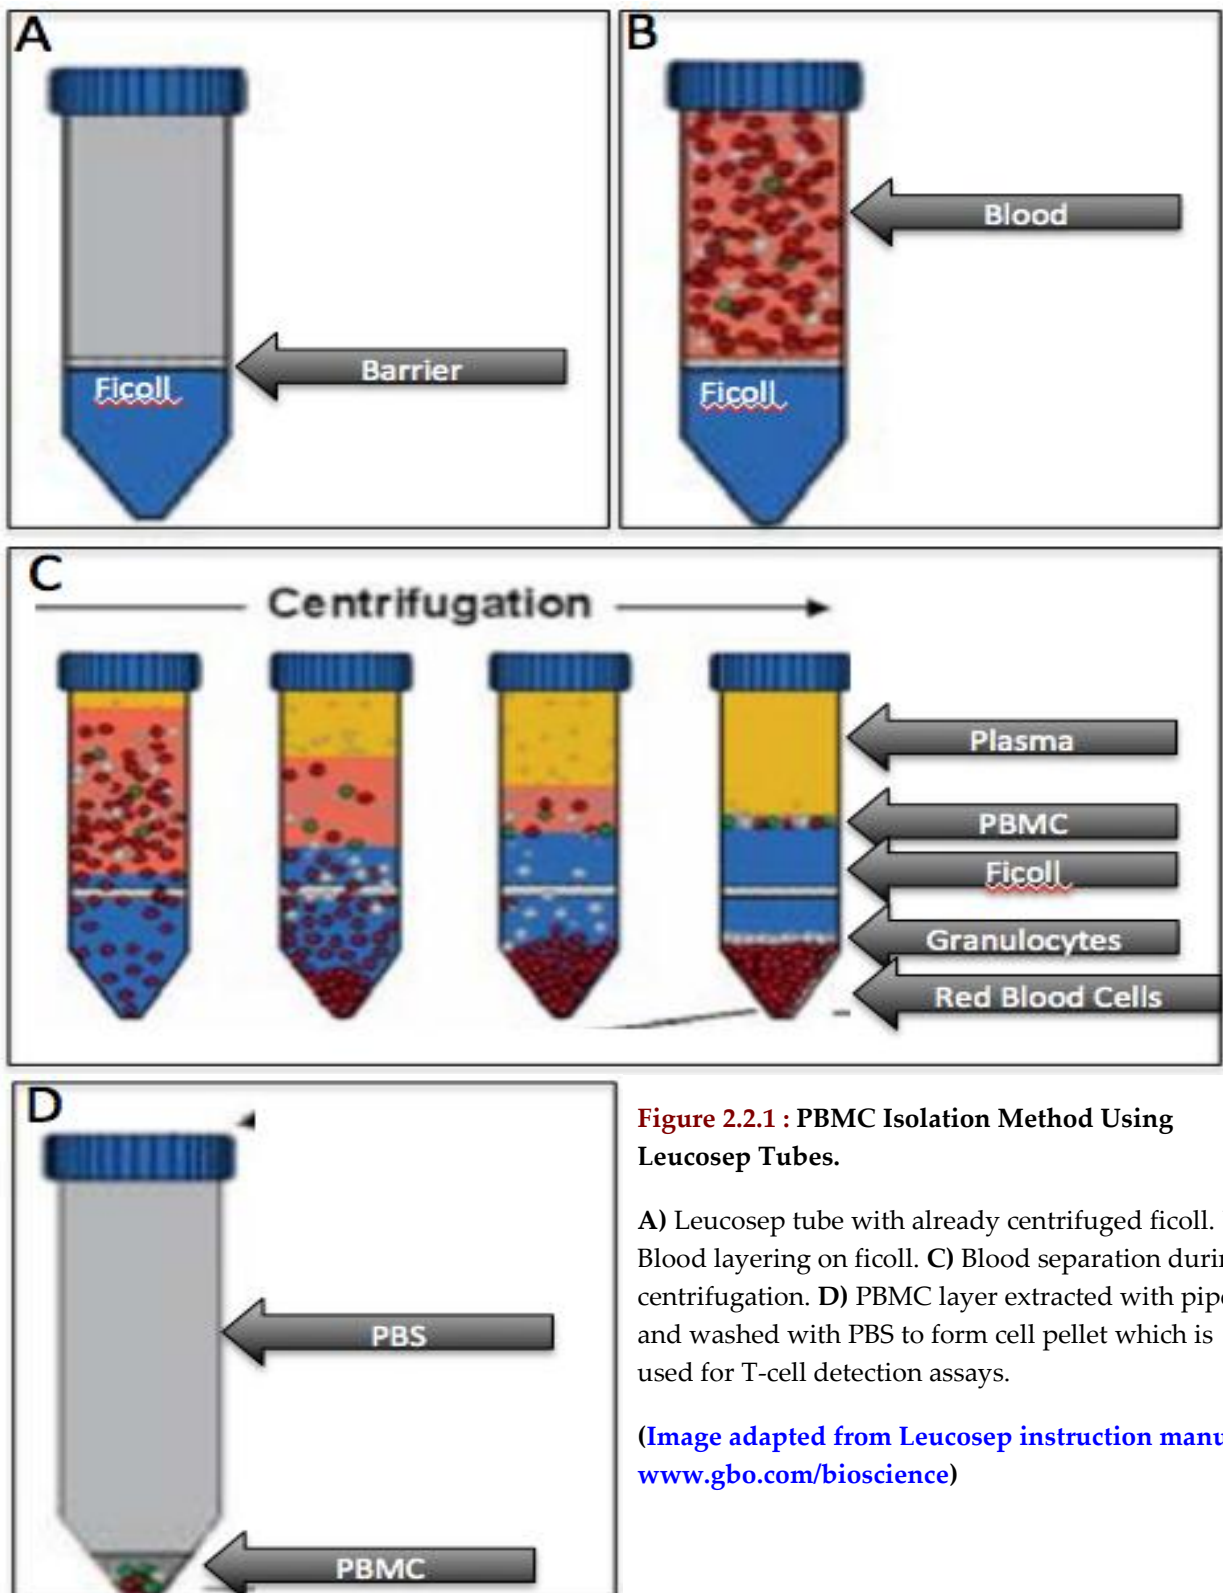 A
B
Blood
Barrier
Ficoll
Ficoll
C
Centrifugation
Plasma
PBMC
Ficoll
Granulocytes
Red Blood Cells
D
PBS
PBMC
Figure 2.2.1 : PBMC Isolation Method Using
Leucosep Tubes.
A) Leucosep tube with already centrifuged ficoll.
Blood layering on ficoll. C) Blood separation durin
centrifugation. D) PBMC layer extracted with pipe
and washed with PBS to form cell pellet which is
used for T-cell detection assays.
(Image adapted from Leucosep instruction manu
www.gbo.com/bioscience)